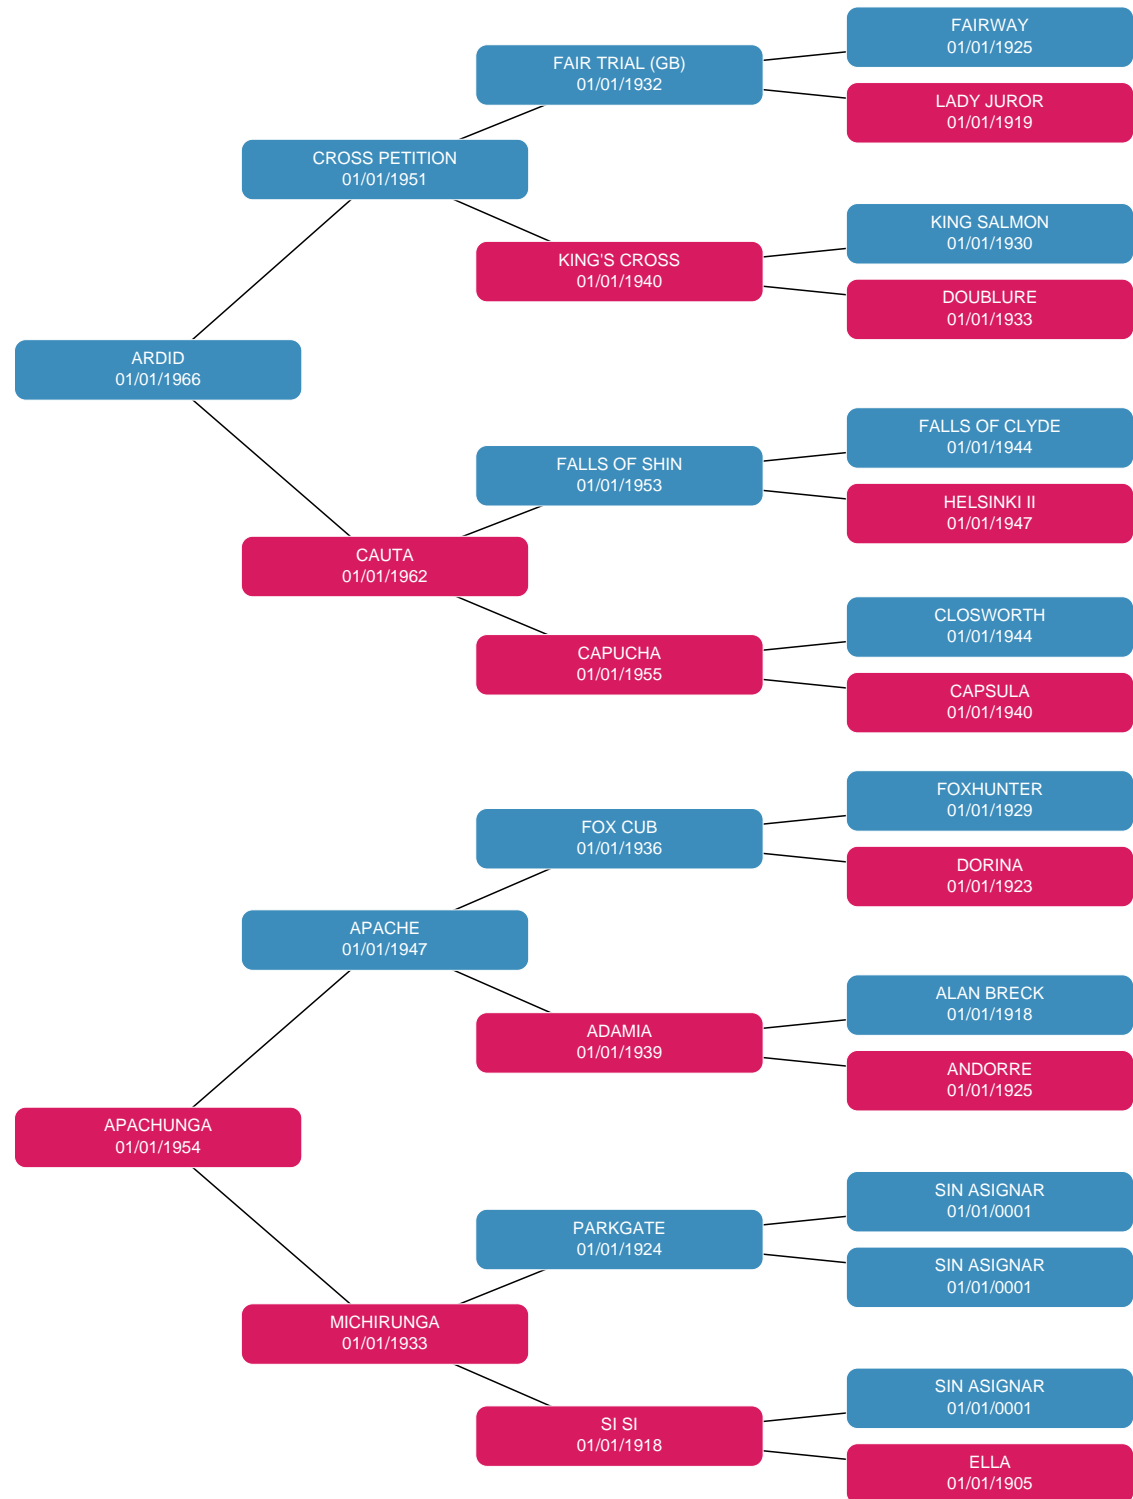 FAIRWAY
01/01/1925
FAIR TRIAL (GB)
01/01/1932
LADY JUROR
01/01/1919
CROSS PETITION
01/01/1951
KING SALMON
01/01/1930
KING'S CROSS
01/01/1940
DOUBLURE
01/01/1933
ARDID
01/01/1966
FALLS OF CLYDE
01/01/1944
FALLS OF SHIN
01/01/1953
HELSINKI II
01/01/1947
CAUTA
01/01/1962
CLOSWORTH
01/01/1944
CAPUCHA
01/01/1955
CAPSULA
01/01/1940
FOXHUNTER
01/01/1929
FOX CUB
01/01/1936
DORINA
01/01/1923
APACHE
01/01/1947
ALAN BRECK
01/01/1918
ADAMIA
01/01/1939
ANDORRE
01/01/1925
APACHUNGA
01/01/1954
SIN ASIGNAR
01/01/0001
PARKGATE
01/01/1924
SIN ASIGNAR
01/01/0001
MICHIRUNGA
01/01/1933
SIN ASIGNAR
01/01/0001
SI SI
01/01/1918
ELLA
01/01/1905